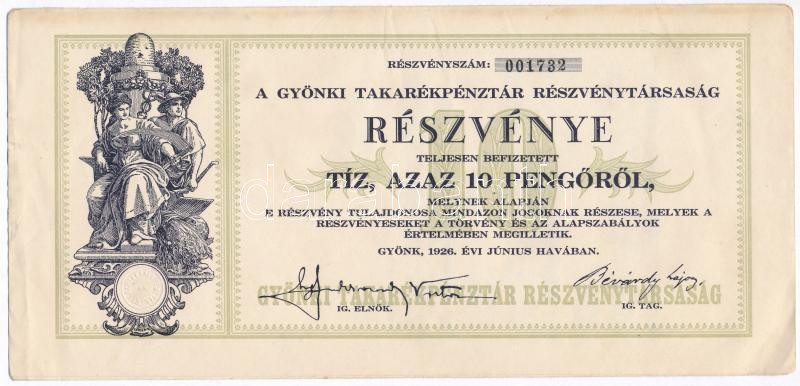 RÉSZVÉNYSZÁM: 001732
A GYÖNKI TAKARÉKPÉNZTÁR RÉSZVÉNYTÁRSASÁG
RÉSZVÉNYE
TELJESEN BEFIZETETT
TÍZ, AZAZ 10 PENGŐRŐL,
MELYNEK ALAPJÁN
E RÉSZVÉNY TULAJDONOSA MINDAZON JOGOKNAK RÉSZESE, MELYEK A
RESZVÉNYESEKET A TÖRVÉNY ÉS AZ ALAPSZABÁLYOK
ÉRTELMÉBEN MEGILLETIK.
GYÖNK, 1926. ÉVI JÚNIUS HAVÁBAN.
GYÖNKI TAKARÉKPÉNZTÁR RÉSZVÉNYTÁRSASÁG
IG. ELNÖK.
IG. TAG.